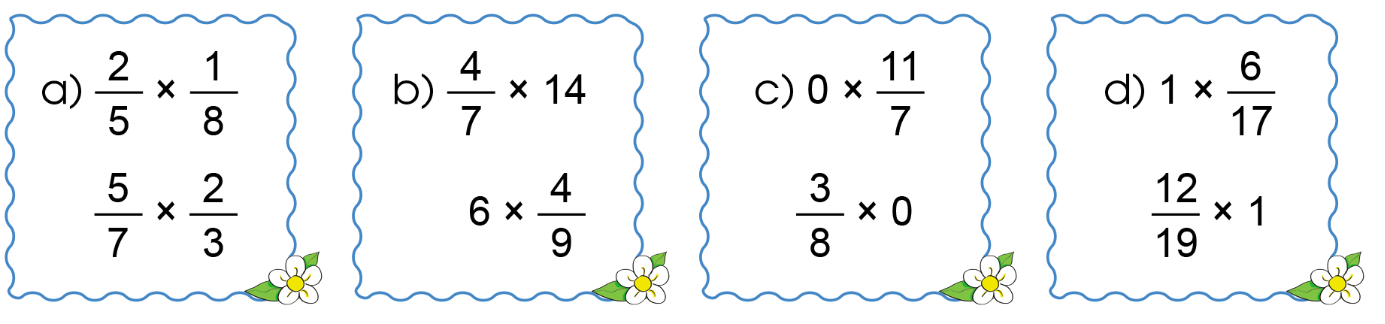 a) 2/5 × 1/8
5/7 × 2/3
b) 4/7 × 14
6 × 4/9
c) 0 × 11/7
3/8 × 0
d) 1 × 6/17
12/19 × 1